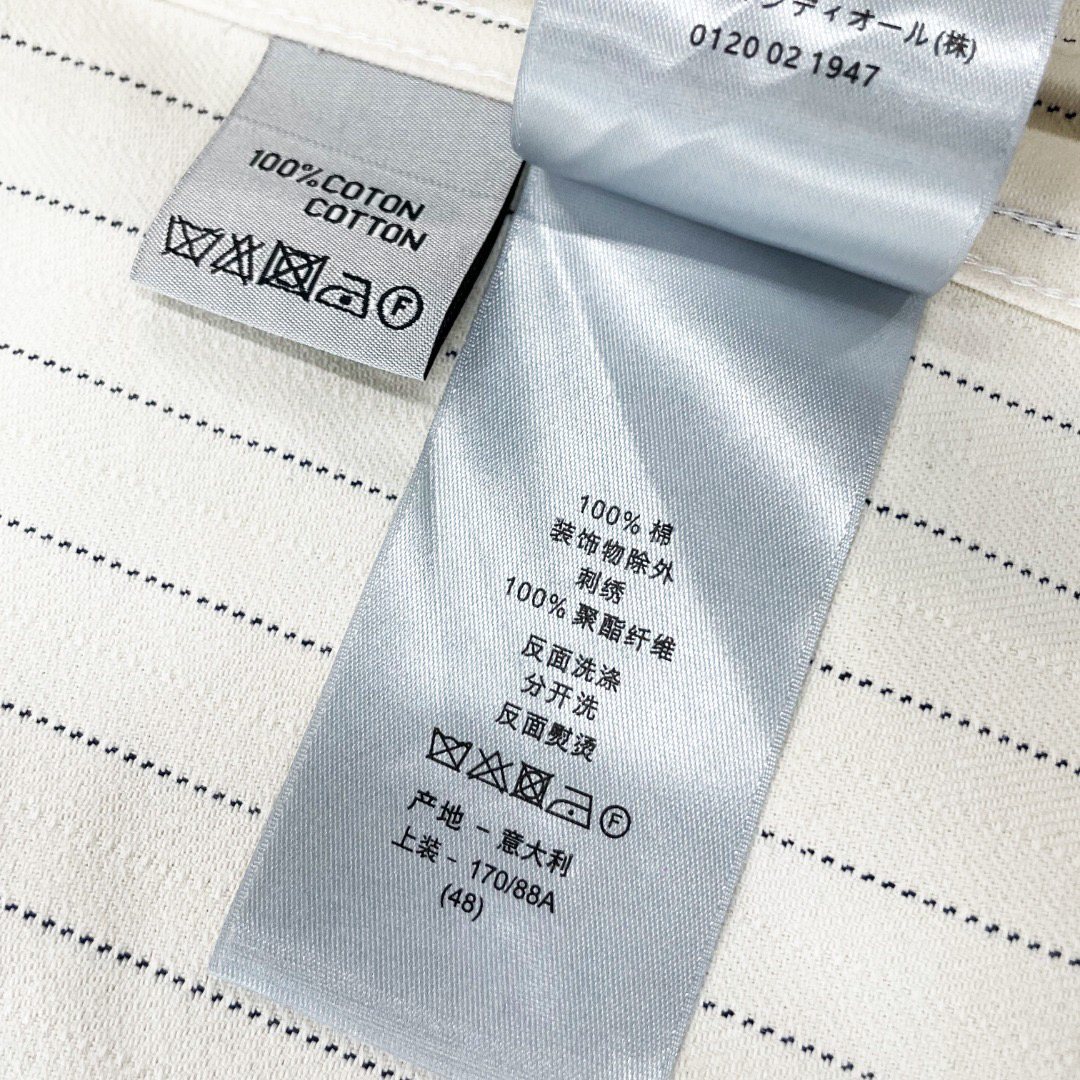 ンディオール(株)
0120 02 1947
100%COTON
COTTON
F
100% 棉
装饰物除外
刺绣
100% 聚酯纤维
反面洗涤
分开洗
反面熨烫
F
产地 - 意大利
上装 - 170/88A
(48)